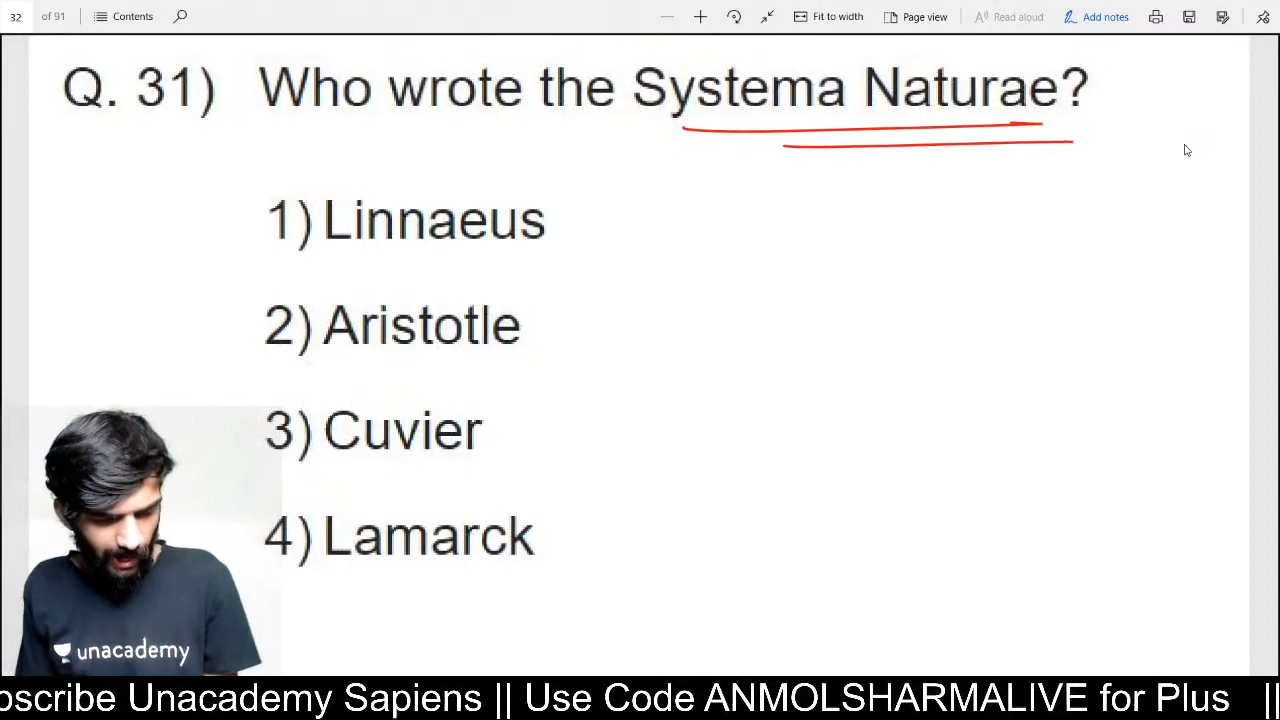 32 of 91 Contents Fit to width Page view Read aloud Add notes
Q. 31) Who wrote the Systema Naturae?
1) Linnaeus
2) Aristotle
3) Cuvier
4) Lamarck
unacademy
Unacademy Sapiens || Use Code ANMOLSHARMALIVE for Plus ||